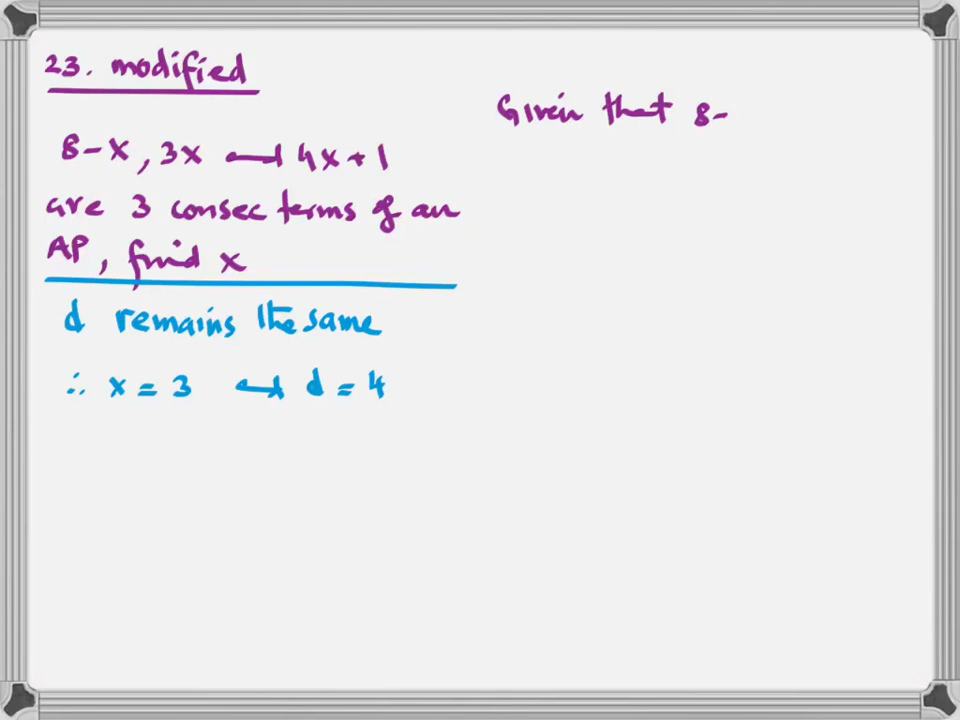 23. modified
8-x, 3x and 4x+1
are 3 consec terms of an
AP, find x
d remains the same
∴ x = 3 and d = 4
Given that 8-